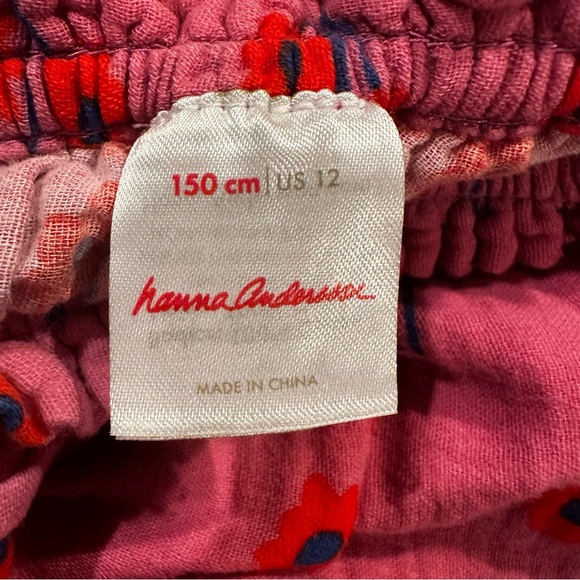 150 cm | US 12
hanna Andersson
MADE IN CHINA